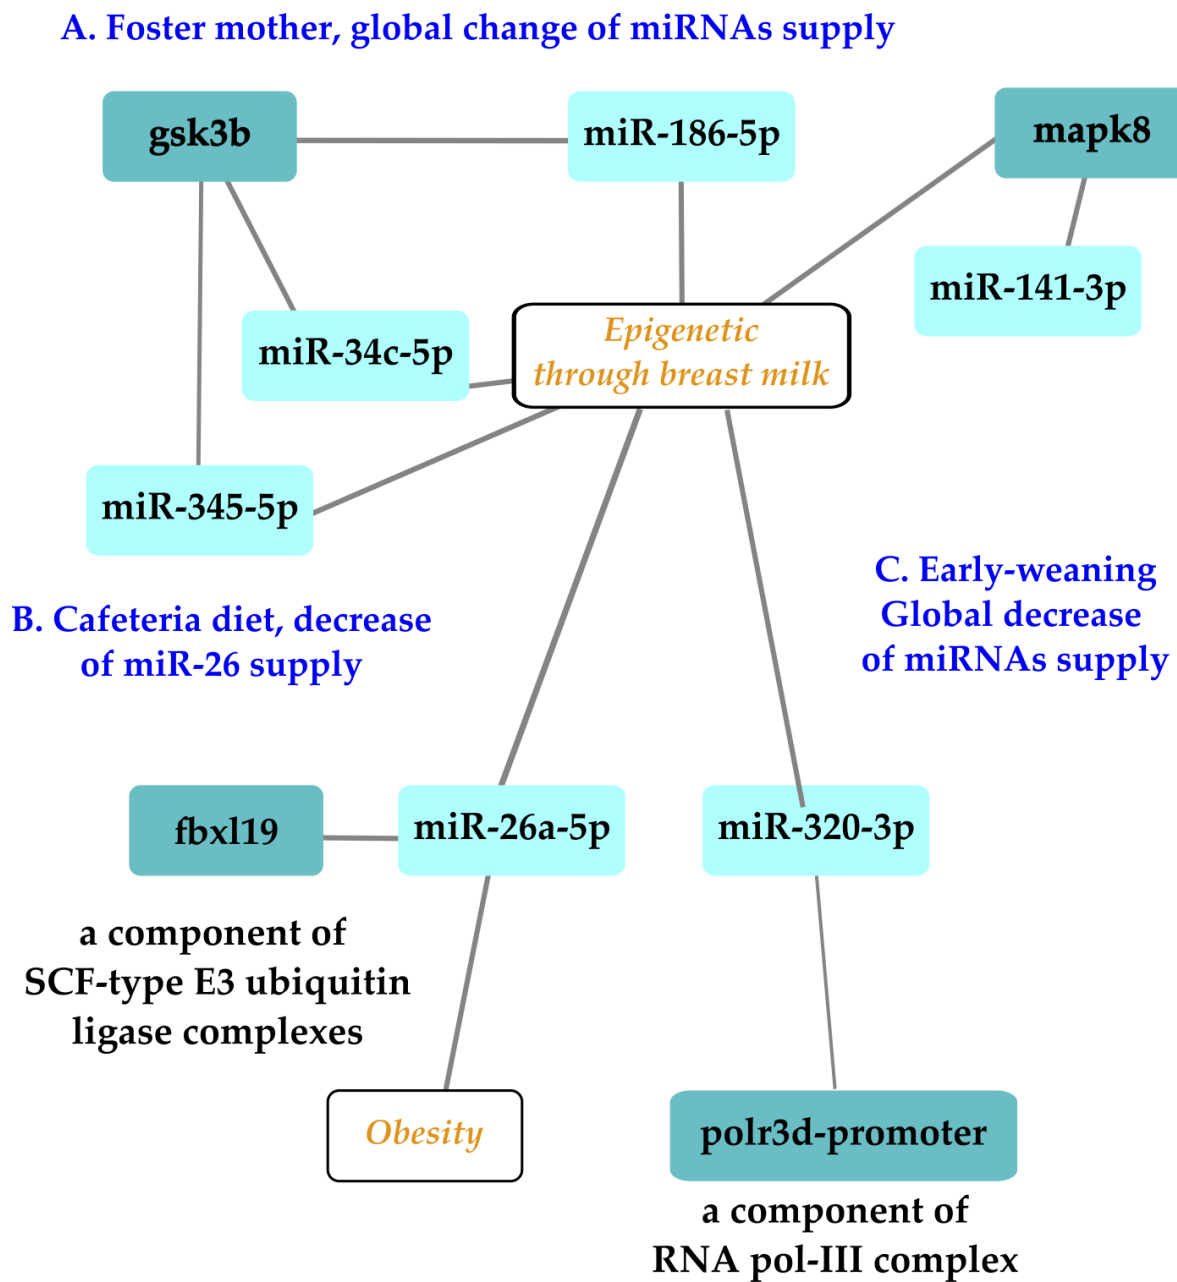 A. Foster mother, global change of miRNAs supply
gsk3b
miR-186-5p
mapk8
miR-141-3p
miR-34c-5p
Epigenetic
through breast milk
miR-345-5p
B. Cafeteria diet, decrease
of miR-26 supply
C. Early-weaning
Global decrease
of miRNAs supply
fbxl19
miR-26a-5p
miR-320-3p
a component of
SCF-type E3 ubiquitin
ligase complexes
Obesity
polr3d-promoter
a component of
RNA pol-III complex